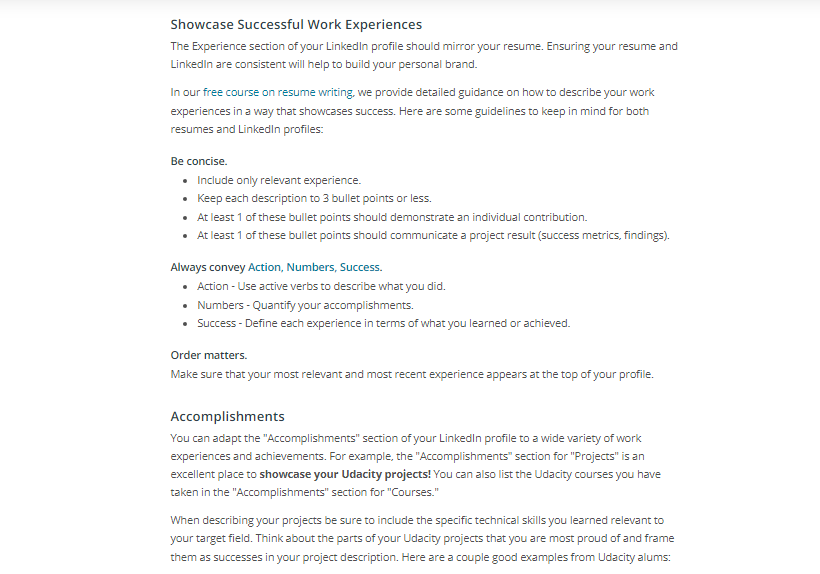 Showcase Successful Work Experiences
The Experience section of your LinkedIn profile should mirror your resume. Ensuring your resume and
LinkedIn are consistent will help to build your personal brand.
In our free course on resume writing, we provide detailed guidance on how to describe your work
experiences in a way that showcases success. Here are some guidelines to keep in mind for both
resumes and LinkedIn profiles:
Be concise.
• Include only relevant experience.
• Keep each description to 3 bullet points or less.
• At least 1 of these bullet points should demonstrate an individual contribution.
• At least 1 of these bullet points should communicate a project result (success metrics, findings).
Always convey Action, Numbers, Success.
• Action - Use active verbs to describe what you did.
• Numbers - Quantify your accomplishments.
• Success - Define each experience in terms of what you learned or achieved.
Order matters.
Make sure that your most relevant and most recent experience appears at the top of your profile.
Accomplishments
You can adapt the "Accomplishments" section of your LinkedIn profile to a wide variety of work
experiences and achievements. For example, the "Accomplishments" section for "Projects" is an
excellent place to showcase your Udacity projects! You can also list the Udacity courses you have
taken in the "Accomplishments" section for "Courses."
When describing your projects be sure to include the specific technical skills you learned relevant to
your target field. Think about the parts of your Udacity projects that you are most proud of and frame
them as successes in your project description. Here are a couple good examples from Udacity alums: